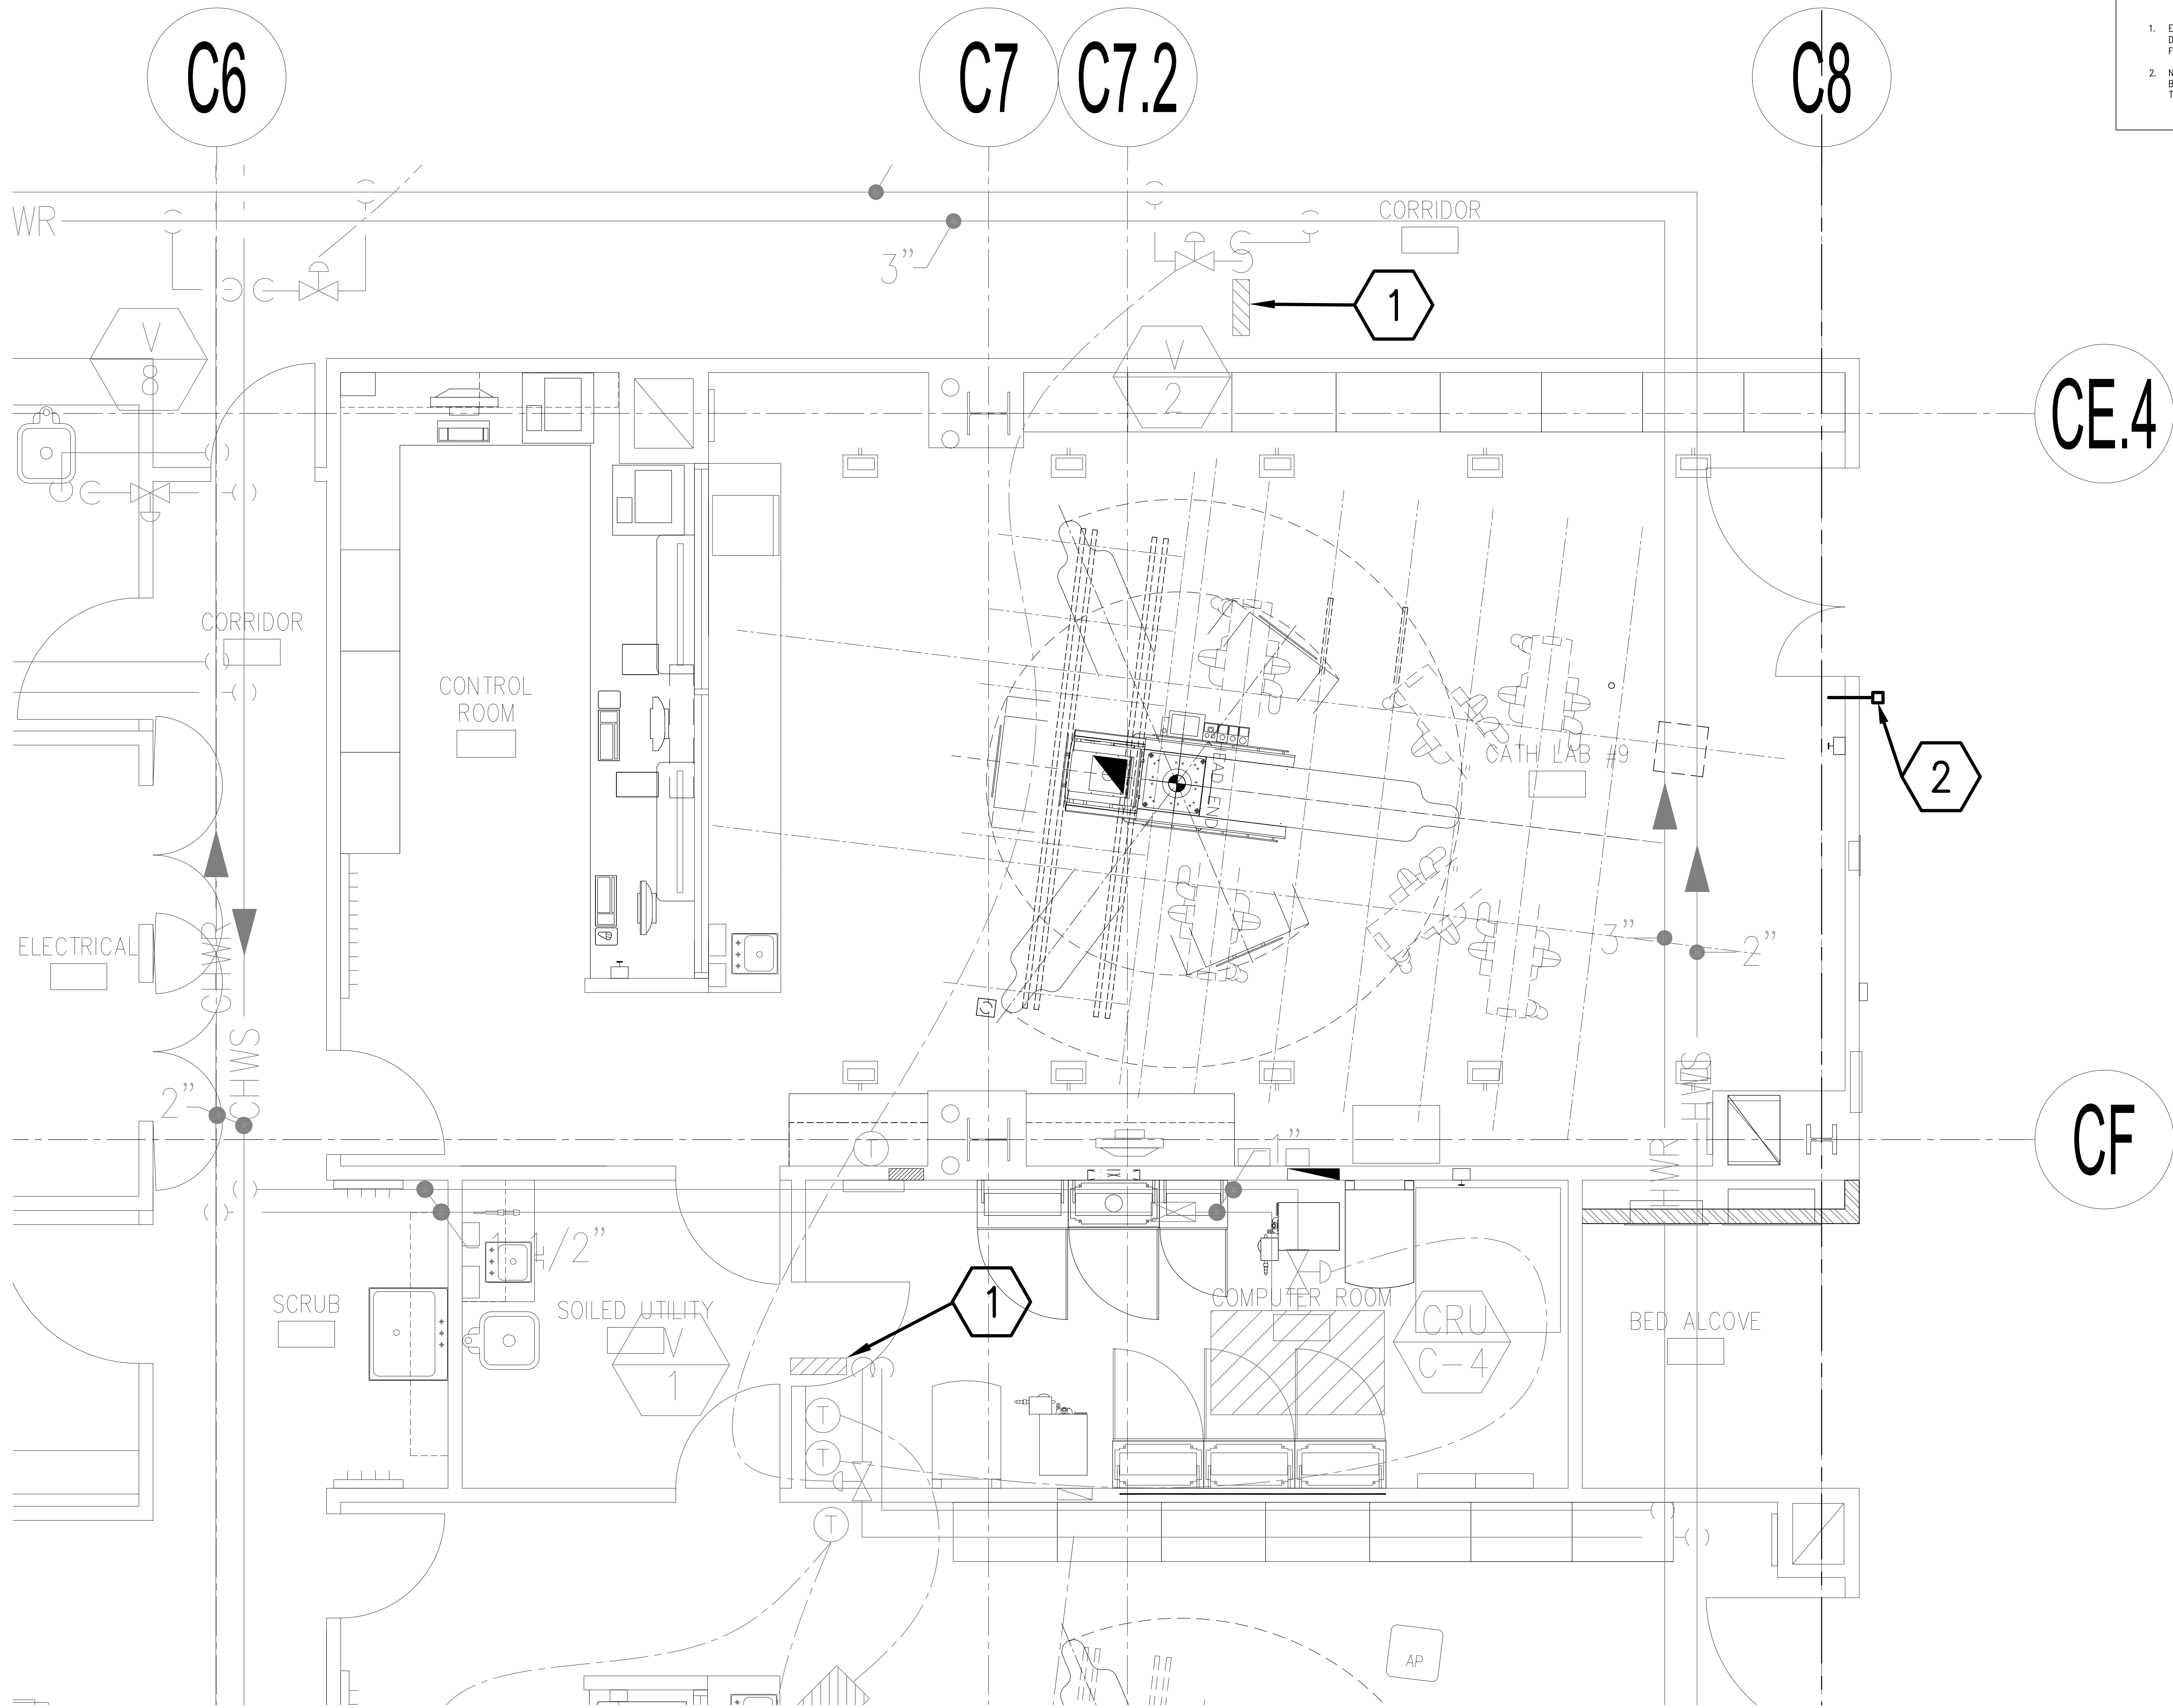 C6
C7
C7.2
C8
1. E
D
F
2. N
B
T
WR
3"
CORRIDOR
1
V
8
V
2
CE.4
CORRIDOR
CONTROL
ROOM
CATH LAB #9
2
ELECTRICAL
CHWR
3"
2"
CHWS
HWS
2"
T
1"
CF
HWR
1 1/2"
SCRUB
SOILED UTILITY
1
COMPUTER ROOM
CRU
C-4
BED ALCOVE
V
1
T
T
T
AP